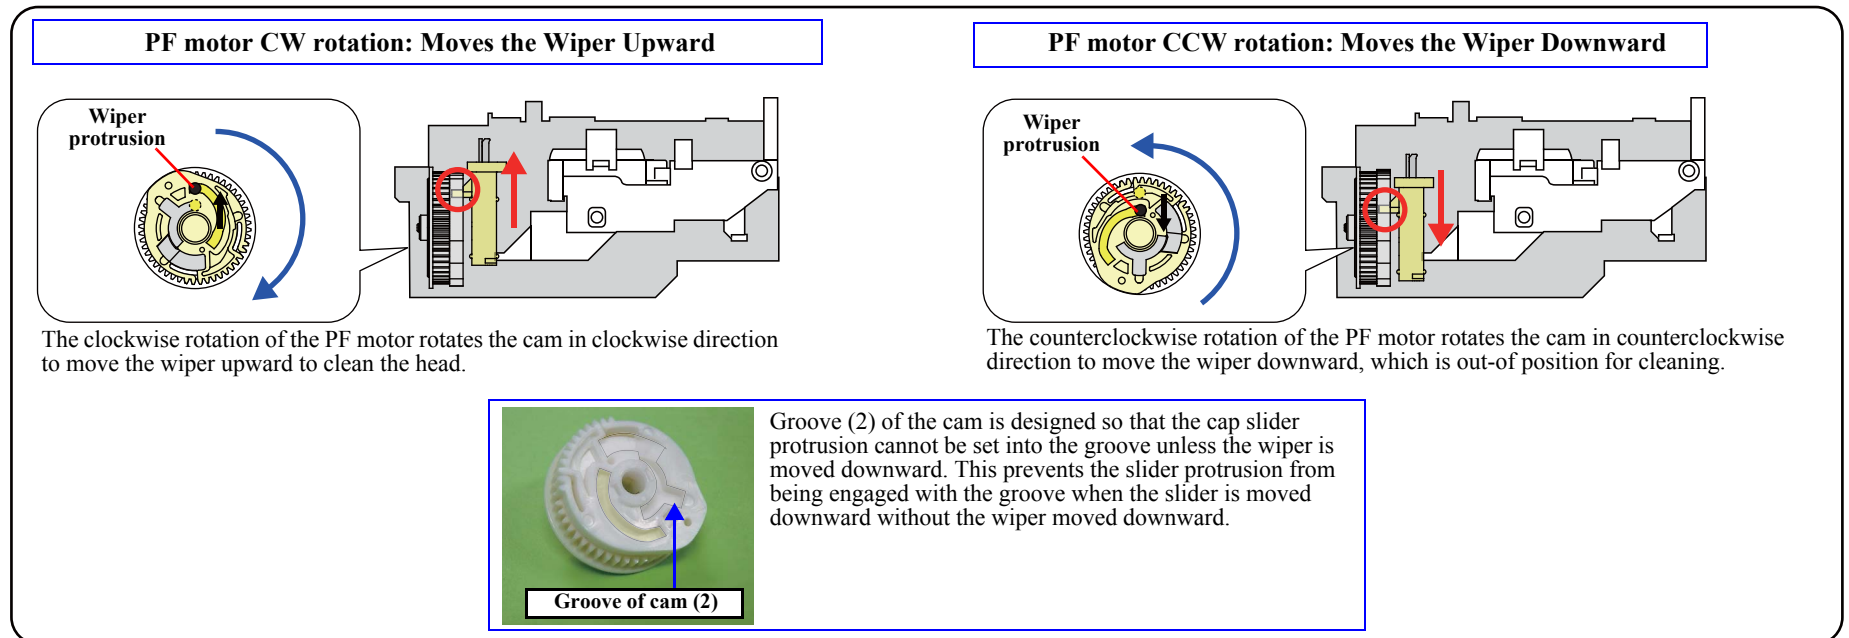 PF motor CW rotation: Moves the Wiper Upward
Wiper
protrusion
The clockwise rotation of the PF motor rotates the cam in clockwise direction
to move the wiper upward to clean the head.
PF motor CCW rotation: Moves the Wiper Downward
Wiper
protrusion
The counterclockwise rotation of the PF motor rotates the cam in counterclockwise
direction to move the wiper downward, which is out-of position for cleaning.
Groove of cam (2)
Groove (2) of the cam is designed so that the cap slider
protrusion cannot be set into the groove unless the wiper is
moved downward. This prevents the slider protrusion from
being engaged with the groove when the slider is moved
downward without the wiper moved downward.